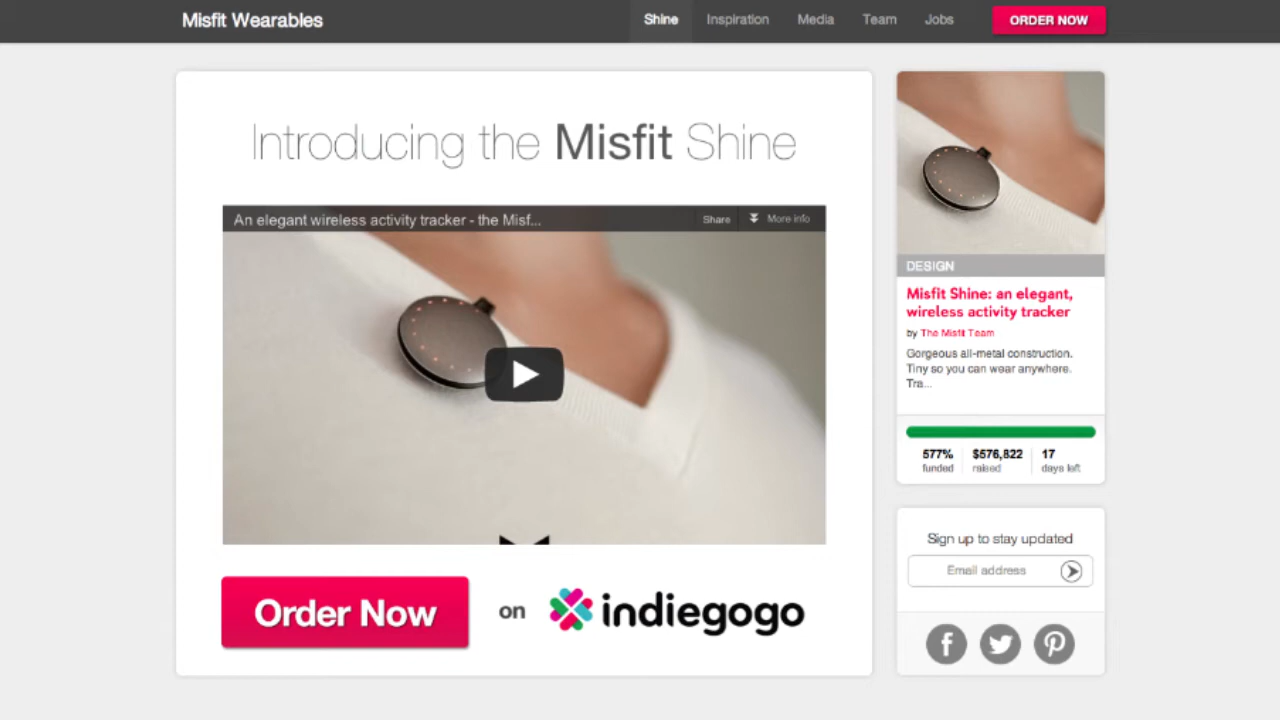 Misfit Wearables
Shine
Inspiration
Media
Team
Jobs
ORDER NOW
Introducing the Misfit Shine
An elegant wireless activity tracker - the Misf...
Share
More info
Order Now
on
indiegogo
DESIGN
Misfit Shine: an elegant,
wireless activity tracker
by The Misfit Team
Gorgeous all-metal construction.
Tiny so you can wear anywhere.
Tra...
577%
funded
$576,822
raised
17
days left
Sign up to stay updated
Email address